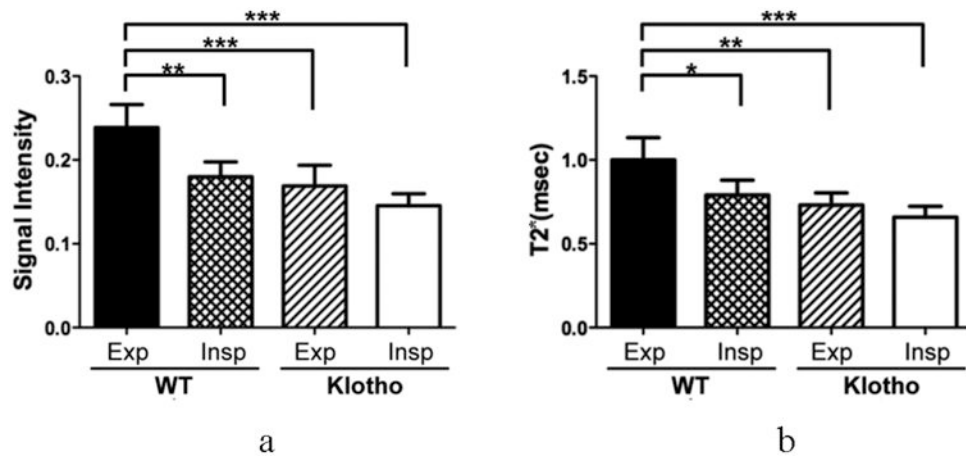 ***
***
**
0.3
0.2
0.1
0.0
Signal Intensity
Exp Insp Exp Insp
WT Klotho
a
***
**
*
1.5
1.0
0.5
0.0
T2*(msec)
Exp Insp Exp Insp
WT Klotho
b